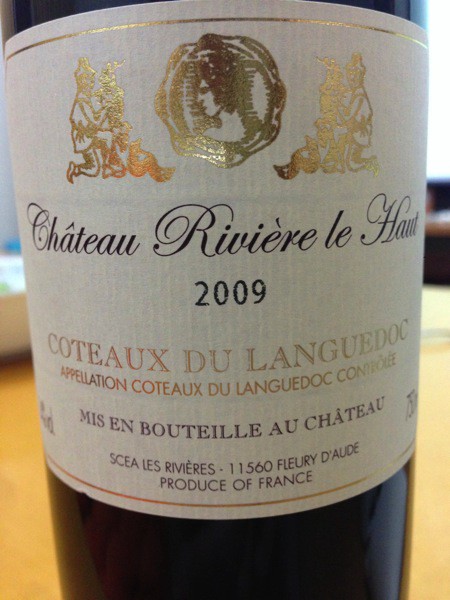 Château Rivière le Haut
2009
COTEAUX DU LANGUEDOC
APPELLATION COTEAUX DU LANGUEDOC CONTRÔLÉE
MIS EN BOUTEILLE AU CHÂTEAU
SCEA LES RIVIÈRES - 11560 FLEURY D'AUDE
PRODUCE OF FRANCE